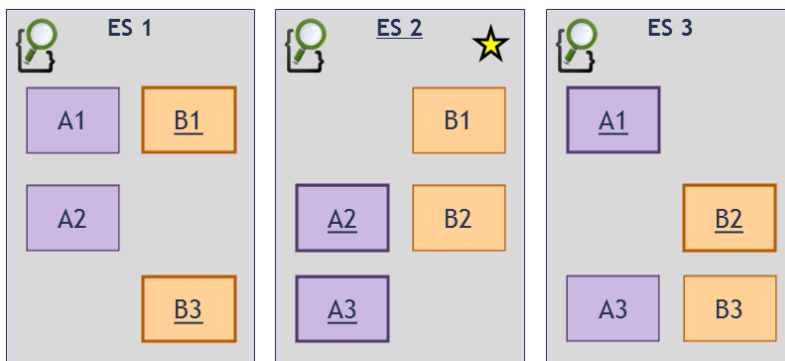 ES 1
A1 B1
A2
B3
ES 2
B1
A2 B2
A3
ES 3
A1
B2
A3 B3